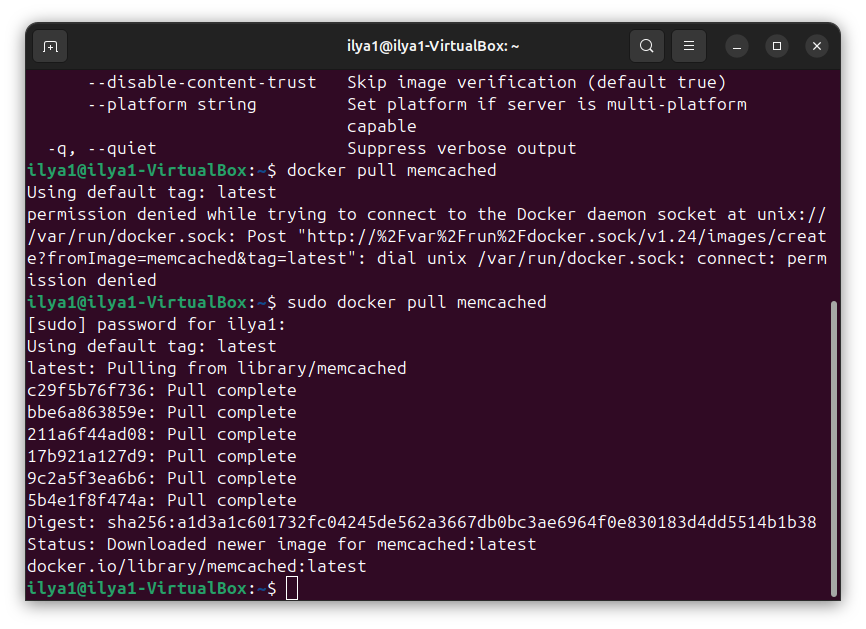 ilya1@ilya1-VirtualBox: ~
--disable-content-trust   Skip image verification (default true)
--platform string         Set platform if server is multi-platform
capable
-q, --quiet                   Suppress verbose output
ilya1@ilya1-VirtualBox:~$ docker pull memcached
Using default tag: latest
permission denied while trying to connect to the Docker daemon socket at unix://
/var/run/docker.sock: Post "http://%2Fvar%2Frun%2Fdocker.sock/v1.24/images/creat
e?fromImage=memcached&tag=latest": dial unix /var/run/docker.sock: connect: perm
ission denied
ilya1@ilya1-VirtualBox:~$ sudo docker pull memcached
[sudo] password for ilya1:
Using default tag: latest
latest: Pulling from library/memcached
c29f5b76f736: Pull complete
bbe6a863859e: Pull complete
211a6f44ad08: Pull complete
17b921a127d9: Pull complete
9c2a5f3ea6b6: Pull complete
5b4e1f8f474a: Pull complete
Digest: sha256:a1d3a1c601732fc04245de562a3667db0bc3ae6964f0e830183d4dd5514b1b38
Status: Downloaded newer image for memcached:latest
docker.io/library/memcached:latest
ilya1@ilya1-VirtualBox:~$